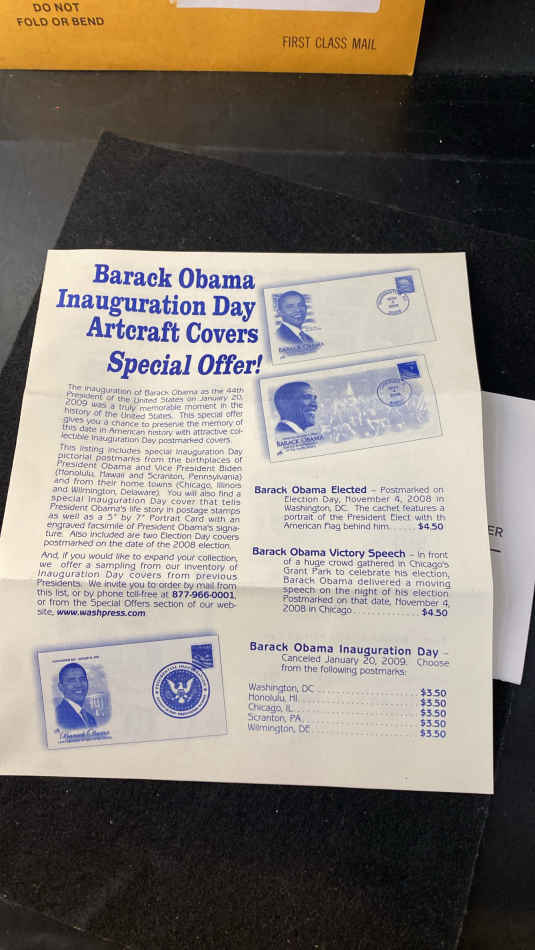 DO NOT
FOLD OR BEND
FIRST CLASS MAIL
Barack Obama
Inauguration Day
Artcraft Covers
Special Offer!
The inauguration of Barack Obama as the 44th
President of the United States on January 20,
2009 was a truly memorable moment in the
history of the United States. This special offer
gives you a chance to preserve the memory of
this date in American history with attractive col-
lectible Inauguration Day postmarked covers.
This listing includes special Inauguration Day
pictorial postmarks from the birthplaces of
President Obama and Vice President Biden
(Honolulu, Hawaii and Scranton, Pennsylvania)
and from their home towns (Chicago, Illinois
and Wilmington, Delaware). You will also find a
special Inauguration Day cover that tells
President Obama's life story in postage stamps
as well as a 5" by 7" Portrait Card with an
engraved facsimile of President Obama's signa-
ture. Also included are two Election Day covers
postmarked on the date of the 2008 election.
And, if you would like to expand your collection,
we offer a sampling from our inventory of
Inauguration Day covers from previous
Presidents. We invite you to order by mail from
this list, or by phone toll-free at 877-966-0001,
or from the Special Offers section of our web-
site, www.washpress.com
BARACK OBAMA
BARACK OBAMA
Barack Obama Elected – Postmarked on
Election Day, November 4, 2008 in
Washington, DC. The cachet features a
portrait of the President Elect with th
American Flag behind him. . . . . . . $4.50
Barack Obama Victory Speech – In front
of a huge crowd gathered in Chicago's
Grant Park to celebrate his election,
Barack Obama delivered a moving
speech on the night of his election.
Postmarked on that date, November 4,
2008 in Chicago. . . . . . . . . . . . . . $4.50
Barack Obama Inauguration Day –
Canceled January 20, 2009. Choose
from the following postmarks:
Washington, DC . . . . . . . . . . . . . . . . . . . . $3.50
Honolulu, HI. . . . . . . . . . . . . . . . . . . . . . . $3.50
Chicago, IL. . . . . . . . . . . . . . . . . . . . . . . . $3.50
Scranton, PA. . . . . . . . . . . . . . . . . . . . . . . $3.50
Wilmington, DE . . . . . . . . . . . . . . . . . . . . $3.50
Barack Obama
ER